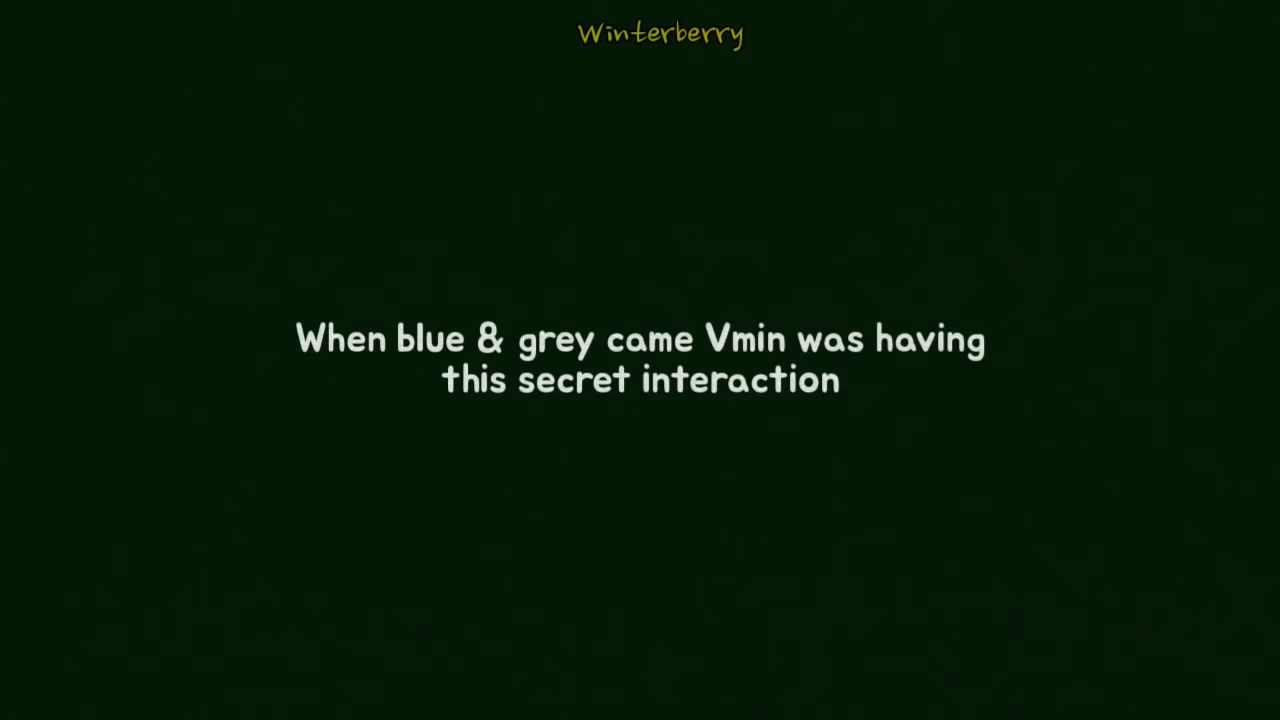 Winterberry
When blue & grey came Vmin was having
this secret interaction